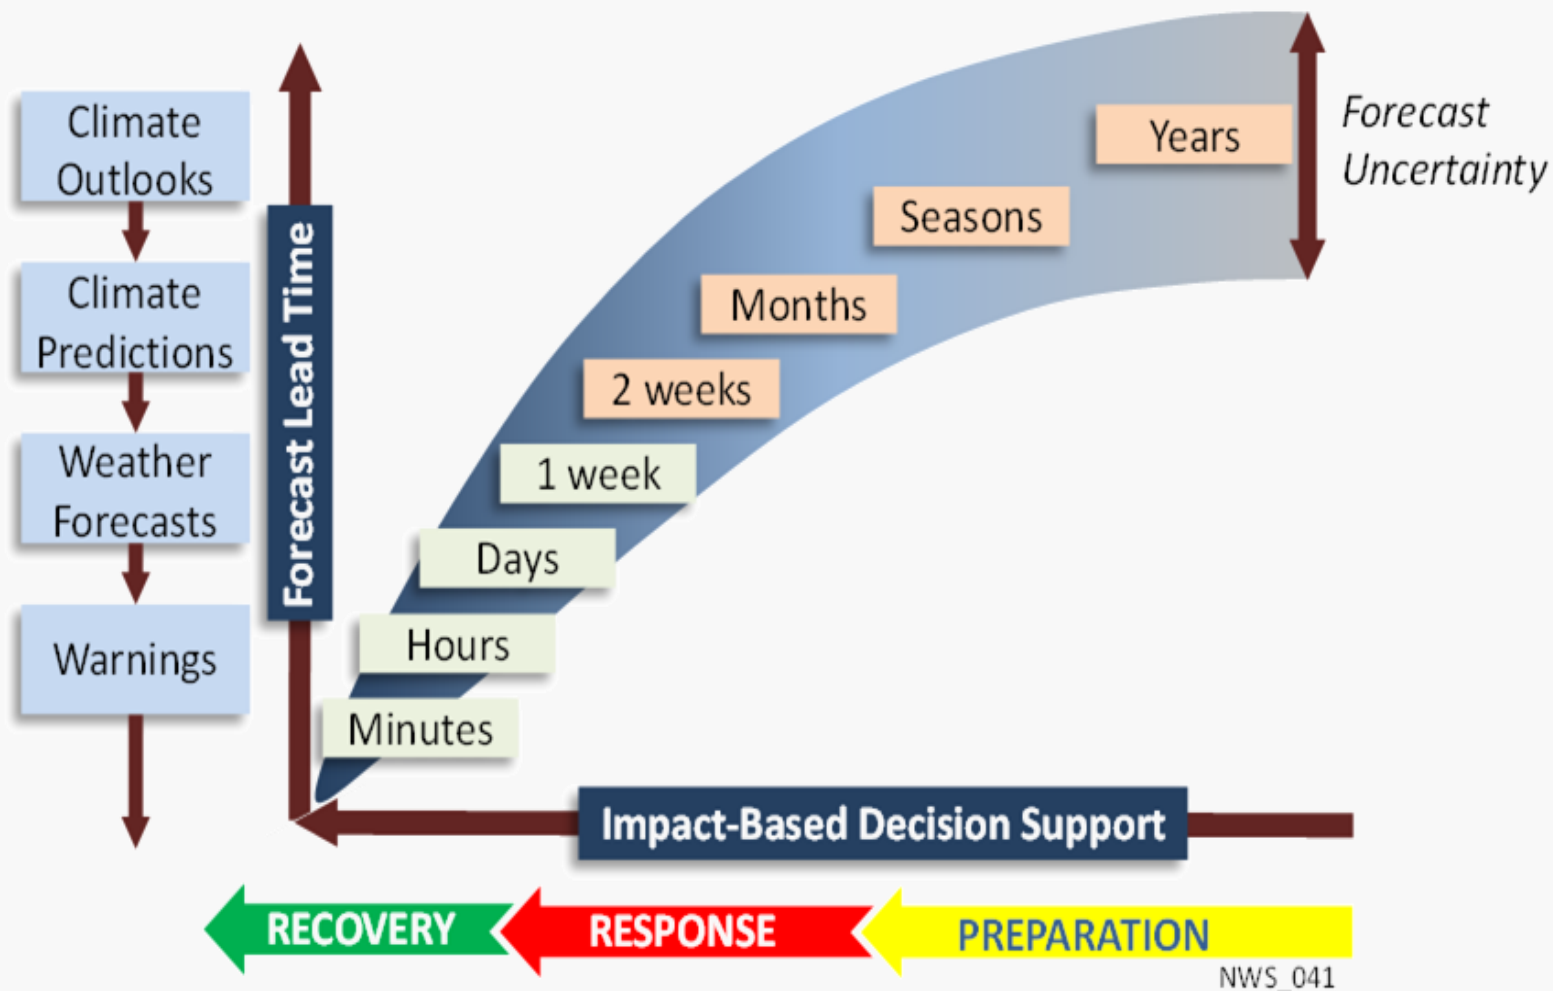 Climate
Outlooks
Climate
Predictions
Weather
Forecasts
Warnings
Forecast Lead Time
Years
Seasons
Months
2 weeks
1 week
Days
Hours
Minutes
Forecast
Uncertainty
Impact-Based Decision Support
RECOVERY
RESPONSE
PREPARATION
NWS_041